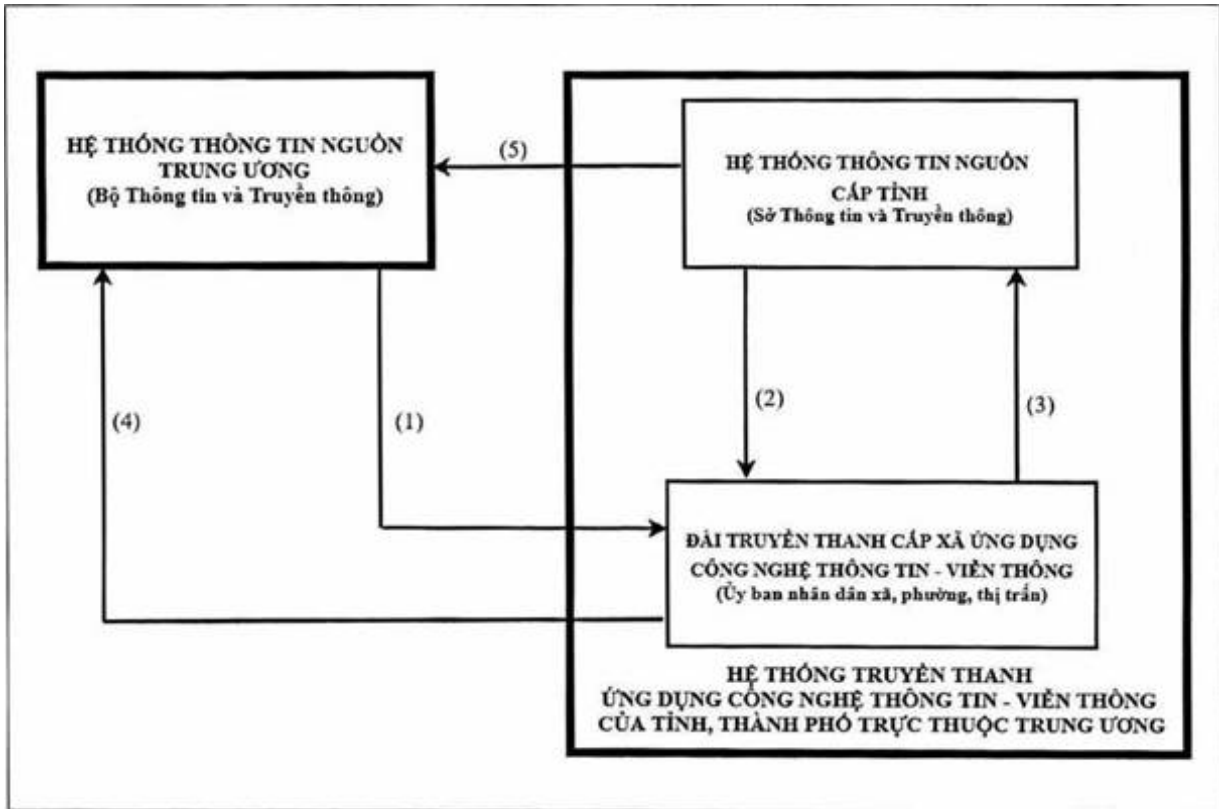 HỆ THỐNG THÔNG TIN NGUỒN
TRUNG ƯƠNG
(Bộ Thông tin và Truyền thông)
(5)
HỆ THỐNG THÔNG TIN NGUỒN
CẤP TỈNH
(Sở Thông tin và Truyền thông)
(4)
(1)
(2)
(3)
ĐÀI TRUYỀN THANH CẤP XÃ ỨNG DỤNG
CÔNG NGHỆ THÔNG TIN - VIỄN THÔNG
(Ủy ban nhân dân xã, phường, thị trấn)
HỆ THỐNG TRUYỀN THANH
ỨNG DỤNG CÔNG NGHỆ THÔNG TIN - VIỄN THÔNG
CỦA TỈNH, THÀNH PHỐ TRỰC THUỘC TRUNG ƯƠNG